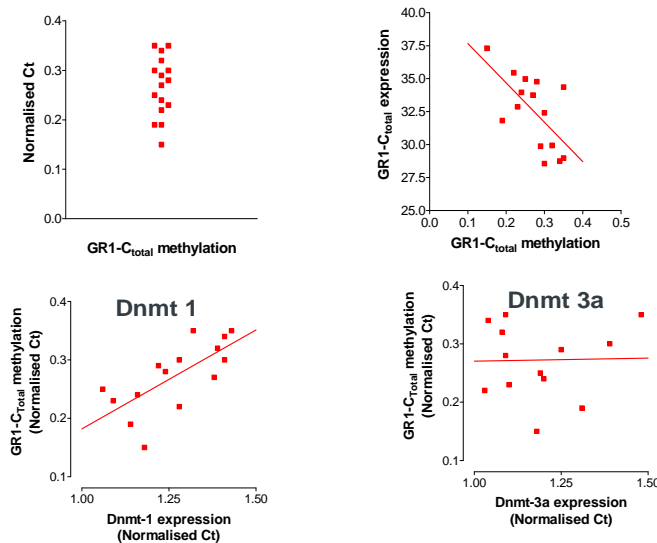 0.4
0.3
0.2
0.1
0.0
Normalised Ct
GR1-Ctotal methylation
40.0
37.5
35.0
32.5
30.0
27.5
25.0
GR1-Ctotal expression
0.0 0.1 0.2 0.3 0.4 0.5
GR1-Ctotal methylation
Dnmt 1
0.4
0.3
0.2
0.1
GR1-CTotal methylation
(Normalised Ct)
1.00 1.25 1.50
Dnmt-1 expression
(Normalised Ct)
Dnmt 3a
0.4
0.3
0.2
0.1
GR1-CTotal methylation
(Normalised Ct)
1.00 1.25 1.50
Dnmt-3a expression
(Normalised Ct)